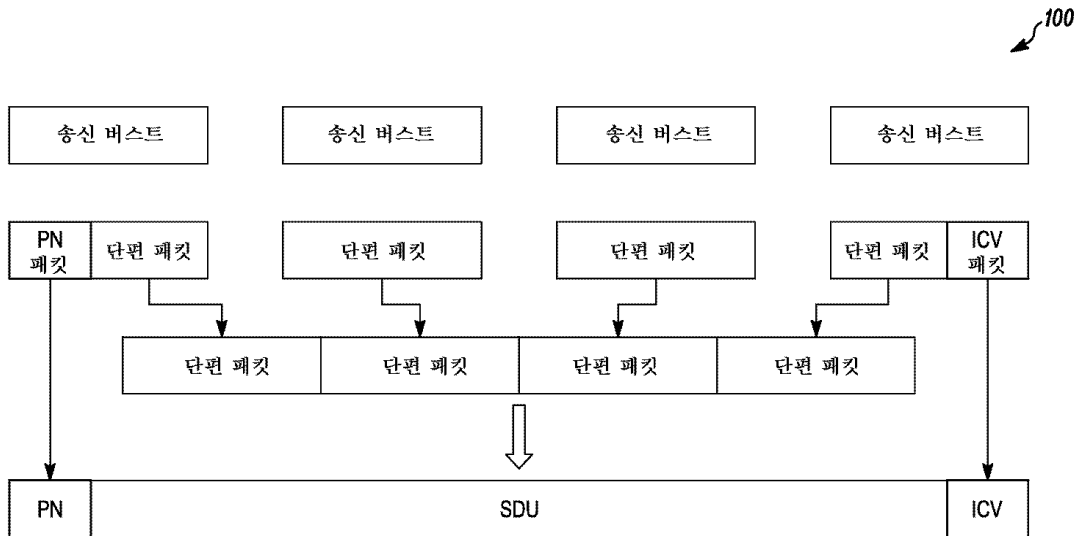 100
송신 버스트 송신 버스트 송신 버스트 송신 버스트
PN
패킷
단편 패킷
단편 패킷
단편 패킷
단편 패킷
ICV
패킷
단편 패킷 단편 패킷 단편 패킷 단편 패킷
PN SDU ICV